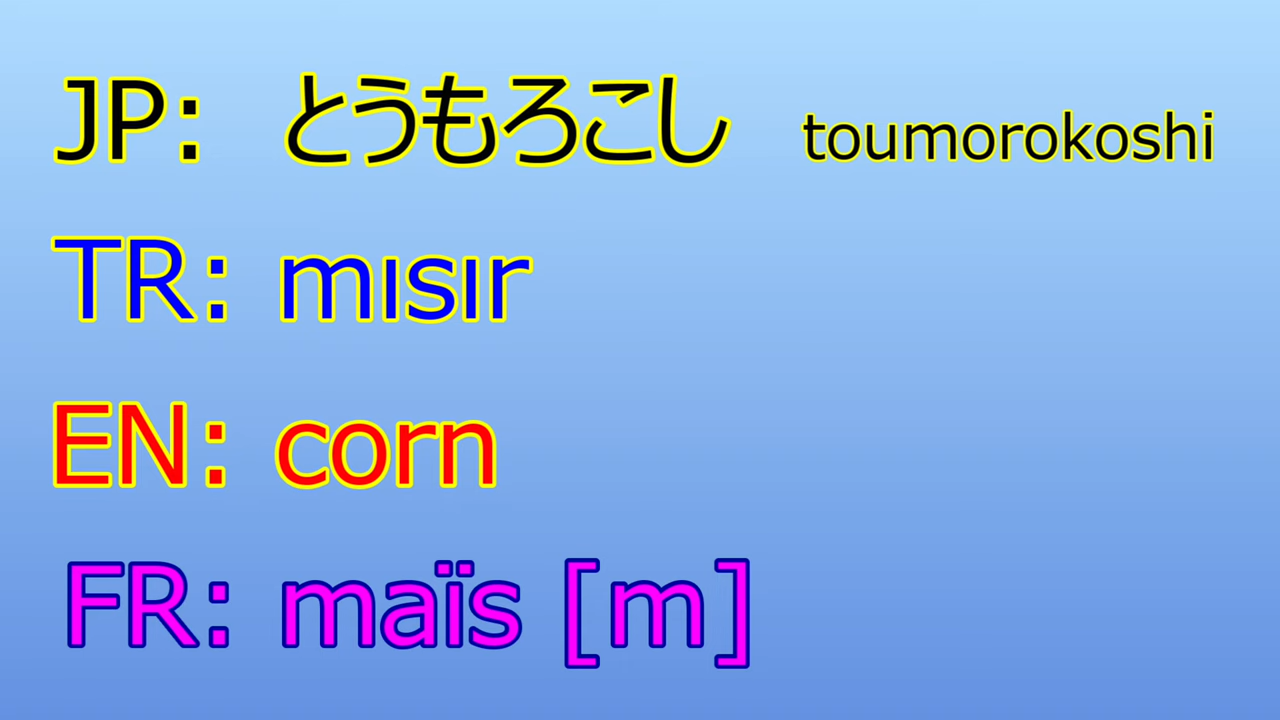 JP: とうもろこし toumorokoshi
TR: mısır
EN: corn
FR: maïs [m]